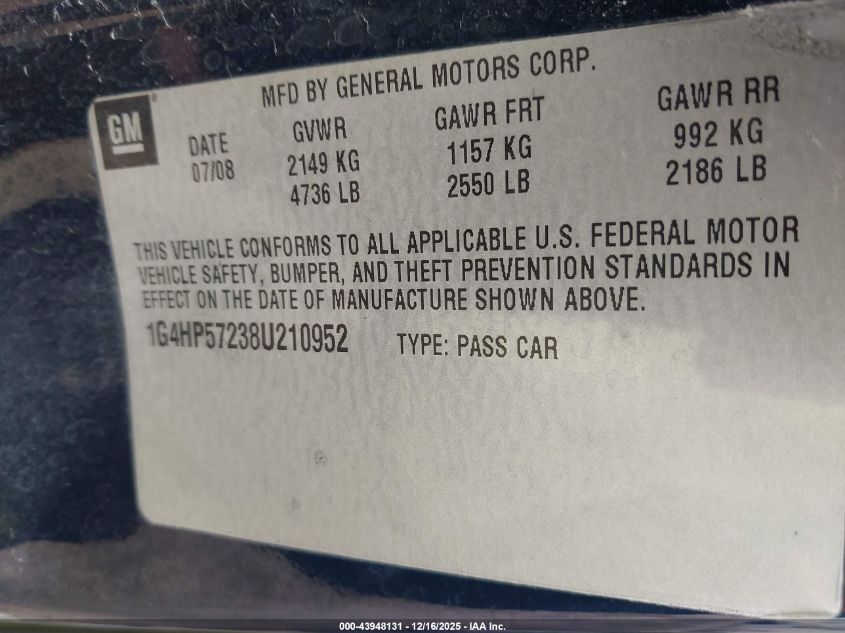 MFD BY GENERAL MOTORS CORP.
GM
DATE GVWR GAWR FRT GAWR RR
07/08 2149 KG 1157 KG 992 KG
4736 LB 2550 LB 2186 LB
THIS VEHICLE CONFORMS TO ALL APPLICABLE U.S. FEDERAL MOTOR
VEHICLE SAFETY, BUMPER, AND THEFT PREVENTION STANDARDS IN
EFFECT ON THE DATE OF MANUFACTURE SHOWN ABOVE.
1G4HP57238U210952 TYPE: PASS CAR
000-43948131 - 12/16/2025 - IAA Inc.